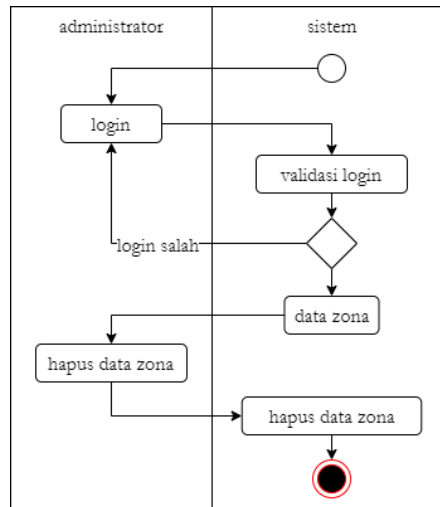 administrator
sistem
login
validasi login
login salah
data zona
hapus data zona
hapus data zona